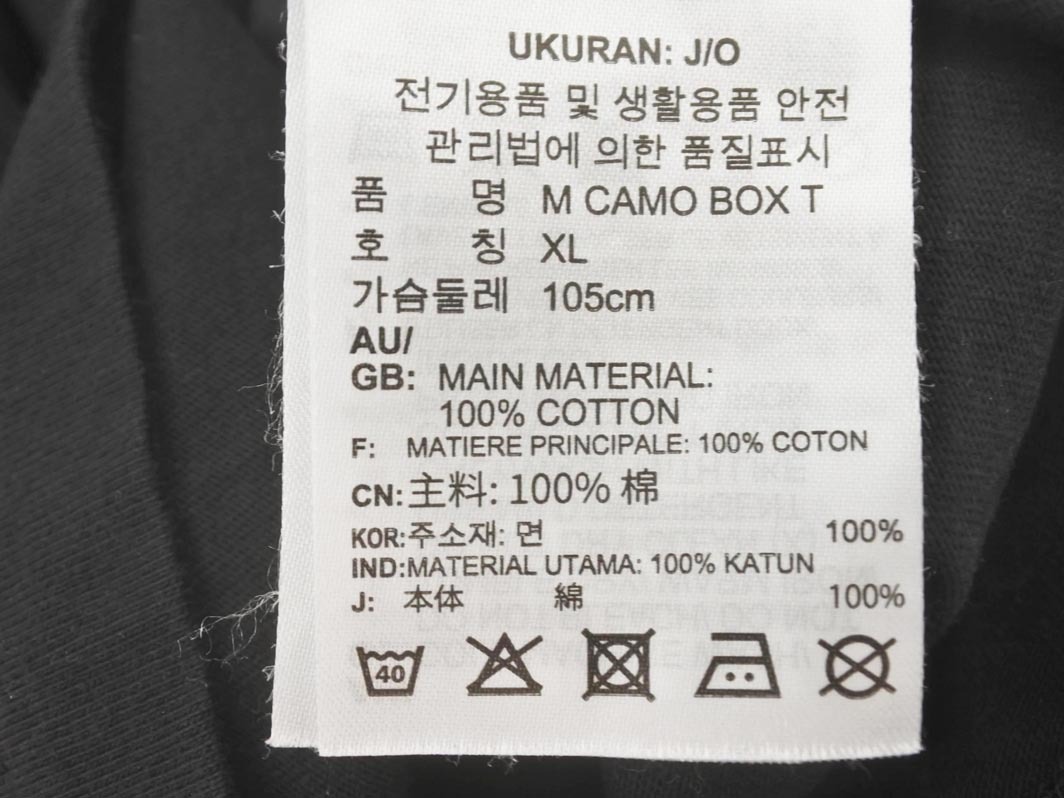 UKURAN: J/O
전기용품 및 생활용품 안전
관리법에 의한 품질표시
품 명 M CAMO BOX T
호 칭 XL
가슴둘레 105cm
AU/
GB: MAIN MATERIAL:
100% COTTON
F: MATIERE PRINCIPALE: 100% COTON
CN:主料: 100% 棉
KOR:주소재: 면 100%
IND:MATERIAL UTAMA: 100% KATUN
J: 本体 綿 100%
40